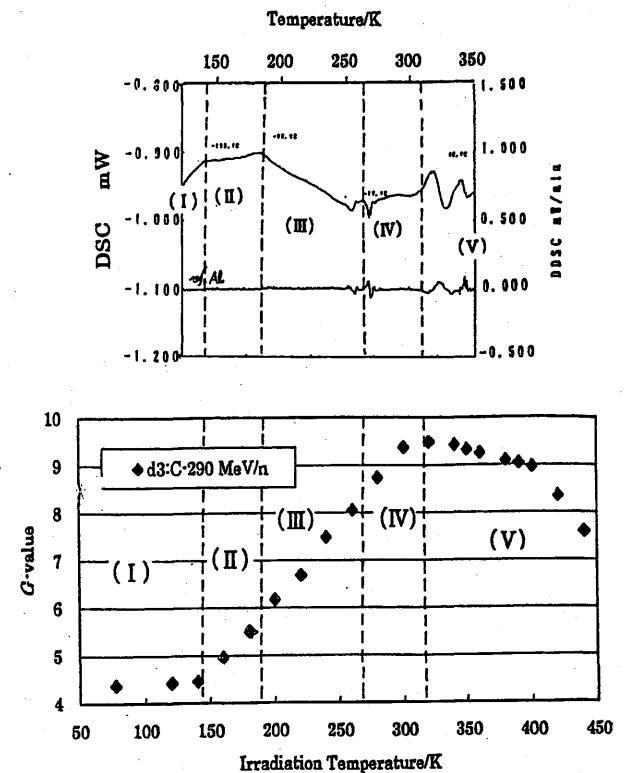 Temperature/K
150 200 250 300 350
-0.800
-0.900
-1.000
-1.100
-1.200
DSC mW
1.500
1.000
0.500
0.000
-0.500
DDSC mW/min
(I)
(II)
(III)
(IV)
(V)
ref Al
10
9
8
7
6
5
4
G-value
◆ d3:C-290 MeV/n
(I)
(II)
(III)
(IV)
(V)
50 100 150 200 250 300 350 400 450
Irradiation Temperature/K